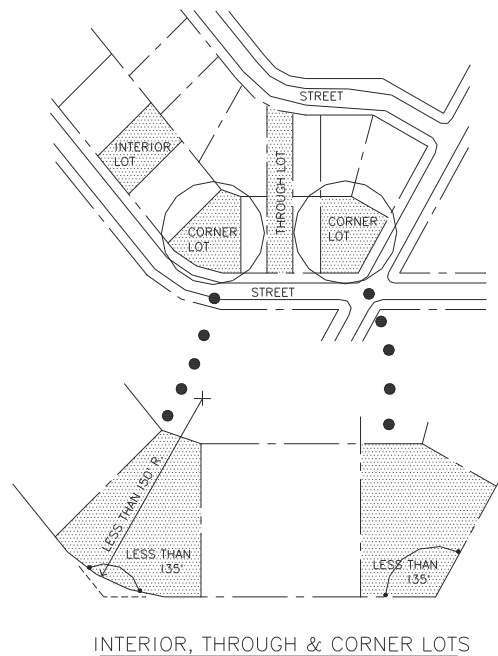 STREET
INTERIOR
LOT
THROUGH LOT
CORNER
LOT
CORNER
LOT
STREET
LESS THAN 150' R.
LESS THAN
135'
LESS THAN
135'
INTERIOR, THROUGH & CORNER LOTS